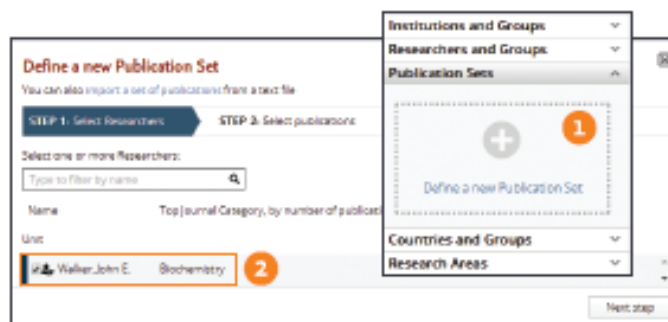 Define a new Publication Set
You can also import a set of publications from a text file
STEP 1: Select Researchers
STEP 2: Select publications
Select one or more Researchers:
Type to filter by name
Name
Top Journal Category, by number of publicati
Unit
Walker, John E.
Biochemistry
2
Next step
Institutions and Groups
Researchers and Groups
Publication Sets
1
Define a new Publication Set
Countries and Groups
Research Areas